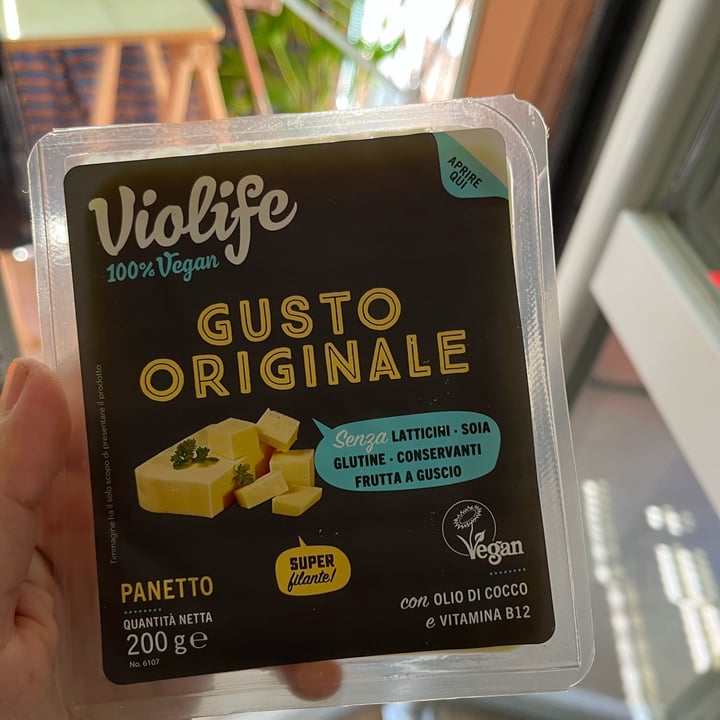 APRIRE
QUI
Violife
100% Vegan
GUSTO
ORIGINALE
Senza LATTICINI · SOIA
GLUTINE · CONSERVANTI
FRUTTA A GUSCIO
l'immagine ha il solo scopo di presentare il prodotto
Vegan
SUPER
filante!
PANETTO
QUANTITÀ NETTA
200 g ℮
No. 6107
con OLIO DI COCCO
e VITAMINA B12